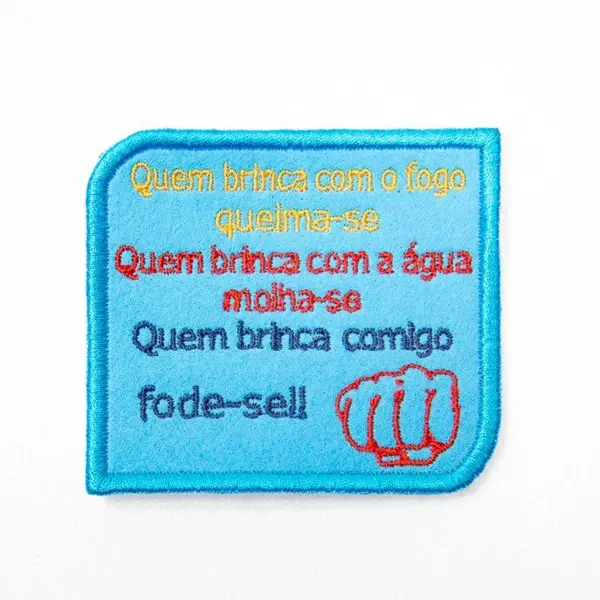 Quem brinca com o fogo
queima-se
Quem brinca com a água
molha-se
Quem brinca comigo
fode-se!!